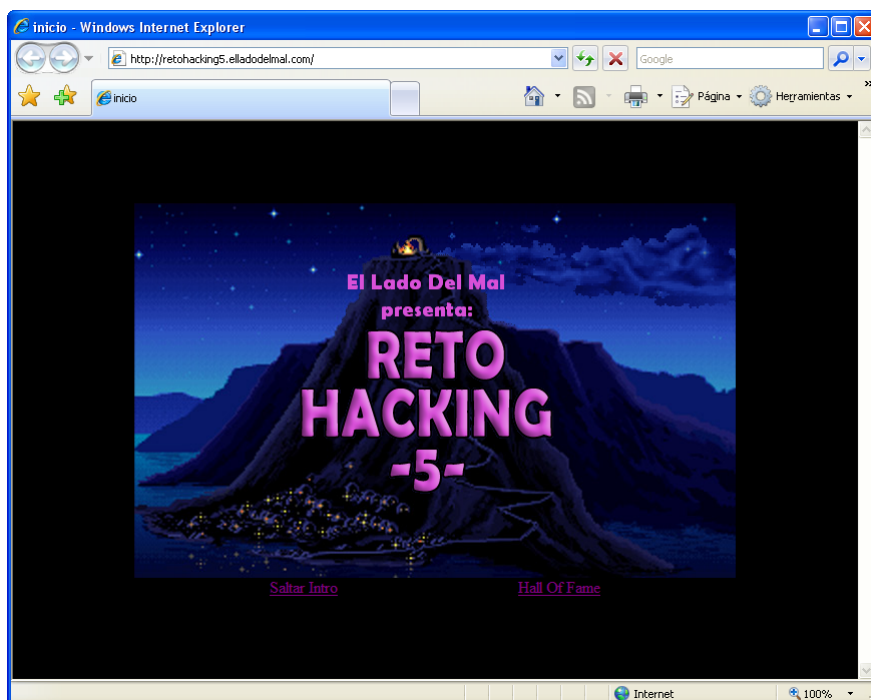 inicio - Windows Internet Explorer
http://retohacking5.elladodelmal.com/
Google
inicio
Página
Herramientas
El Lado Del Mal
presenta:
RETO
HACKING
-5-
Saltar Intro
Hall Of Fame
Internet
100%